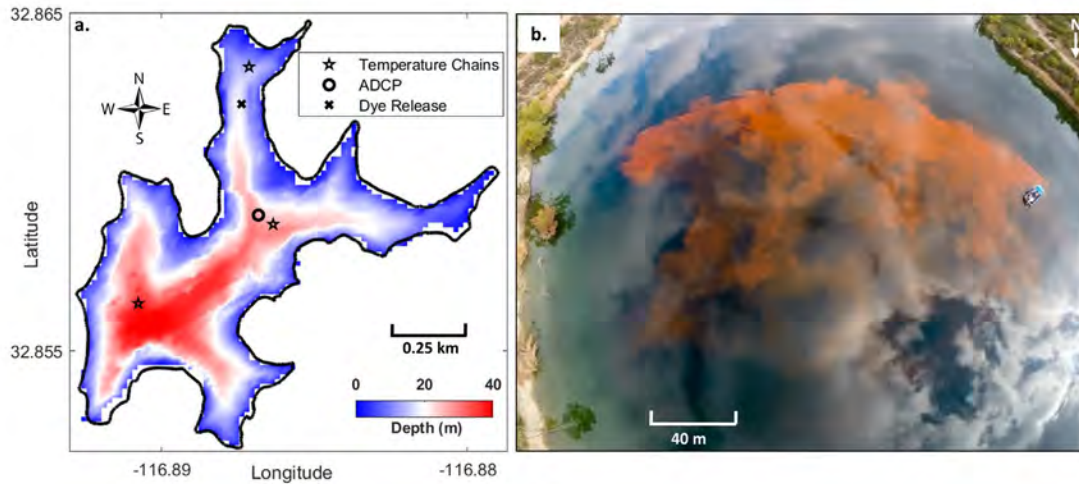 a.
32.865
N
W E
S
Temperature Chains
ADCP
Dye Release
Latitude
32.855
0.25 km
0 20 40
Depth (m)
-116.89
-116.88
Longitude
b.
N
40 m